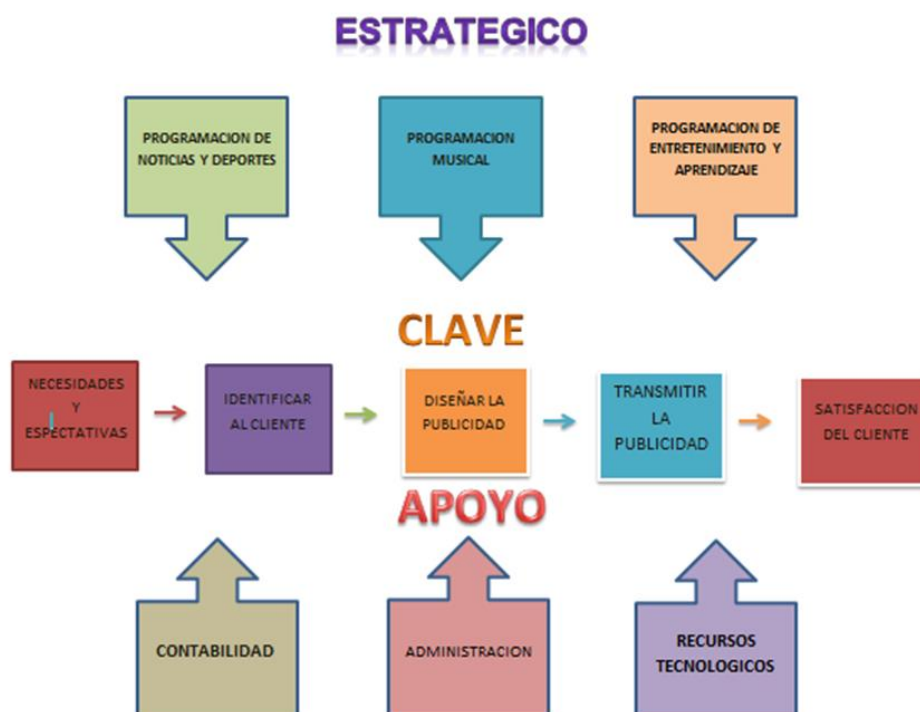 ESTRATEGICO
PROGRAMACION DE
NOTICIAS Y DEPORTES
PROGRAMACION
MUSICAL
PROGRAMACION DE
ENTRETENIMIENTO Y
APRENDIZAJE
CLAVE
NECESIDADES
Y
ESPECTATIVAS
IDENTIFICAR
AL CLIENTE
DISEÑAR LA
PUBLICIDAD
TRANSMITIR
LA
PUBLICIDAD
SATISFACCION
DEL CLIENTE
APOYO
CONTABILIDAD
ADMINISTRACION
RECURSOS
TECNOLOGICOS